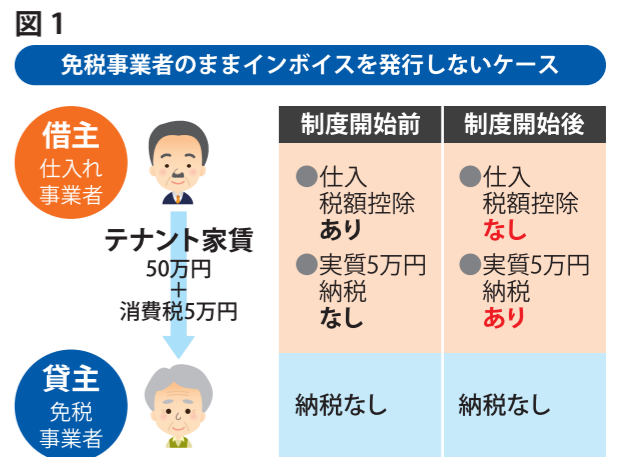 図1
免税事業者のままインボイスを発行しないケース
借主
仕入れ
事業者
テナント家賃
50万円
+
消費税5万円
貸主
免税
事業者
制度開始前
制度開始後
●仕入
税額控除
あり
●実質5万円
納税
なし
●仕入
税額控除
なし
●実質5万円
納税
あり
納税なし
納税なし